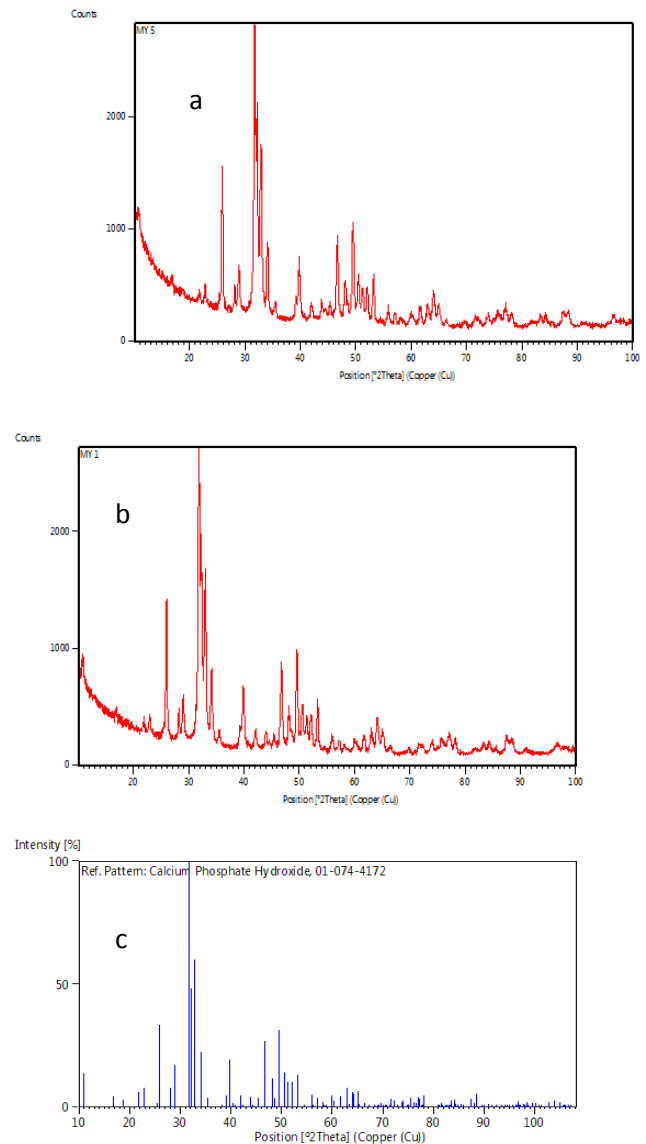 Counts
MY 5
a
2000
1000
0
20 30 40 50 60 70 80 90 100
Position [°2Theta] (Copper (Cu))
Counts
MY 1
b
2000
1000
0
20 30 40 50 60 70 80 90 100
Position [°2Theta] (Copper (Cu))
Intensity [%]
100
Ref. Pattern: Calcium Phosphate Hydroxide, 01-074-4172
c
50
0
10 20 30 40 50 60 70 80 90 100
Position [°2Theta] (Copper (Cu)